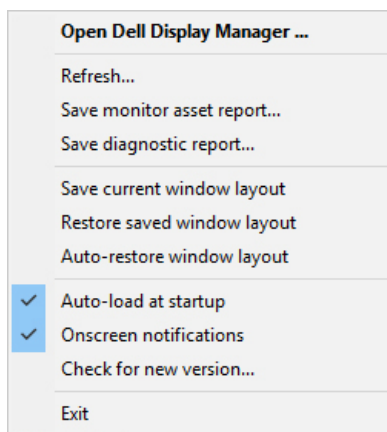 Open Dell Display Manager ...
Refresh...
Save monitor asset report...
Save diagnostic report...
Save current window layout
Restore saved window layout
Auto-restore window layout
Auto-load at startup
Onscreen notifications
Check for new version...
Exit